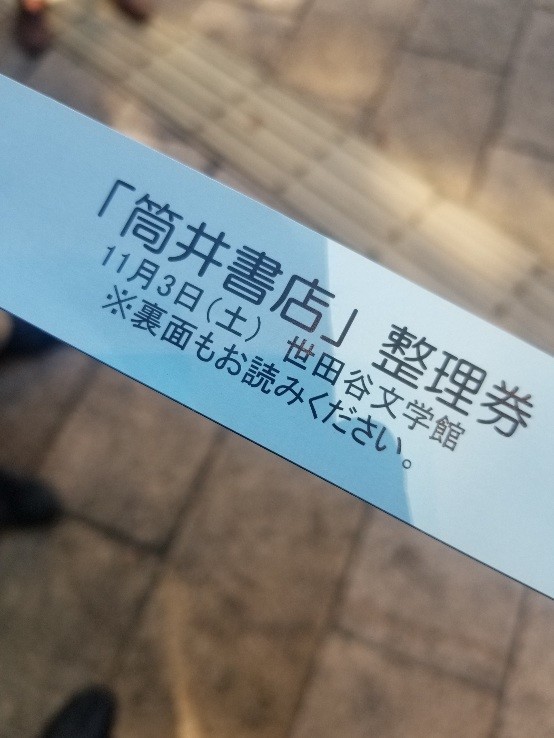 「筒井書店」整理券
11月3日(土) 世田谷文学館
※裏面もお読みください。